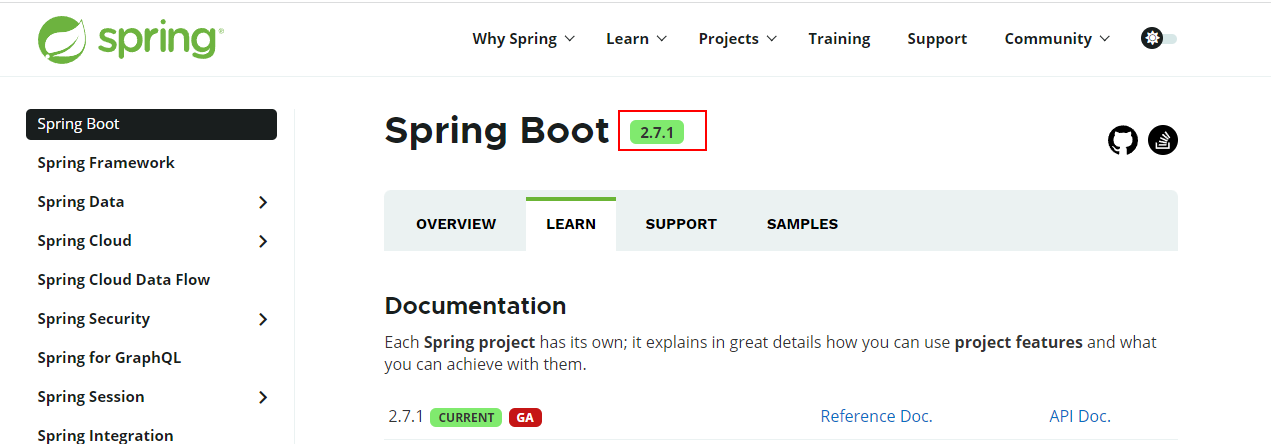 spring®
Why Spring Learn Projects Training Support Community
Spring Boot
Spring Framework
Spring Data
Spring Cloud
Spring Cloud Data Flow
Spring Security
Spring for GraphQL
Spring Session
Spring Integration
Spring Boot 2.7.1
OVERVIEW LEARN SUPPORT SAMPLES
Documentation
Each Spring project has its own; it explains in great details how you can use project features and what
you can achieve with them.
2.7.1 CURRENT GA Reference Doc. API Doc.